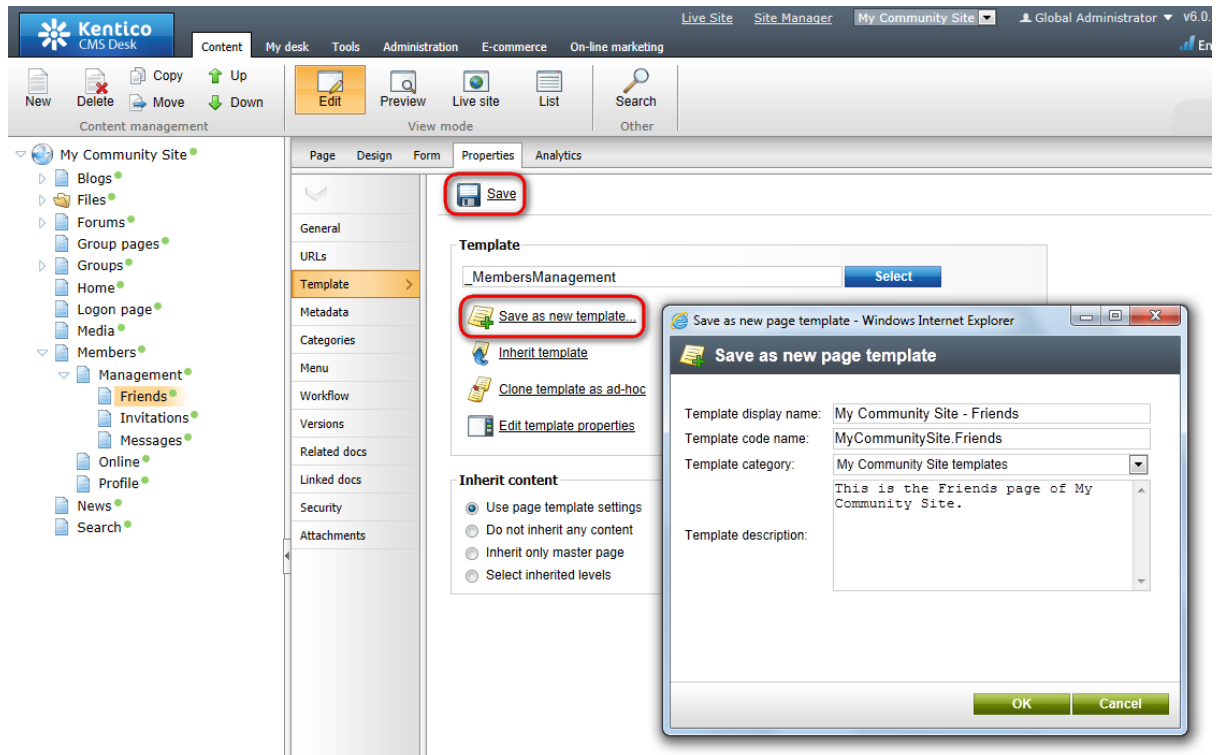 Live Site Site Manager My Community Site Global Administrator v6.0.
Kentico
CMS Desk
Content My desk Tools Administration E-commerce On-line marketing
En
Copy Up
New Delete Move Down Edit Preview Live site List Search
Content management View mode Other
My Community Site
Blogs
Files
Forums
Group pages
Groups
Home
Logon page
Media
Members
Management
Friends
Invitations
Messages
Online
Profile
News
Search
Page Design Form Properties Analytics
General
URLs
Template
Metadata
Categories
Menu
Workflow
Versions
Related docs
Linked docs
Security
Attachments
Save
Template
_MembersManagement Select
Save as new template...
Inherit template
Clone template as ad-hoc
Edit template properties
Inherit content
Use page template settings
Do not inherit any content
Inherit only master page
Select inherited levels
Save as new page template - Windows Internet Explorer
Save as new page template
Template display name: My Community Site - Friends
Template code name: MyCommunitySite.Friends
Template category: My Community Site templates
Template description:
This is the Friends page of My
Community Site.
OK Cancel